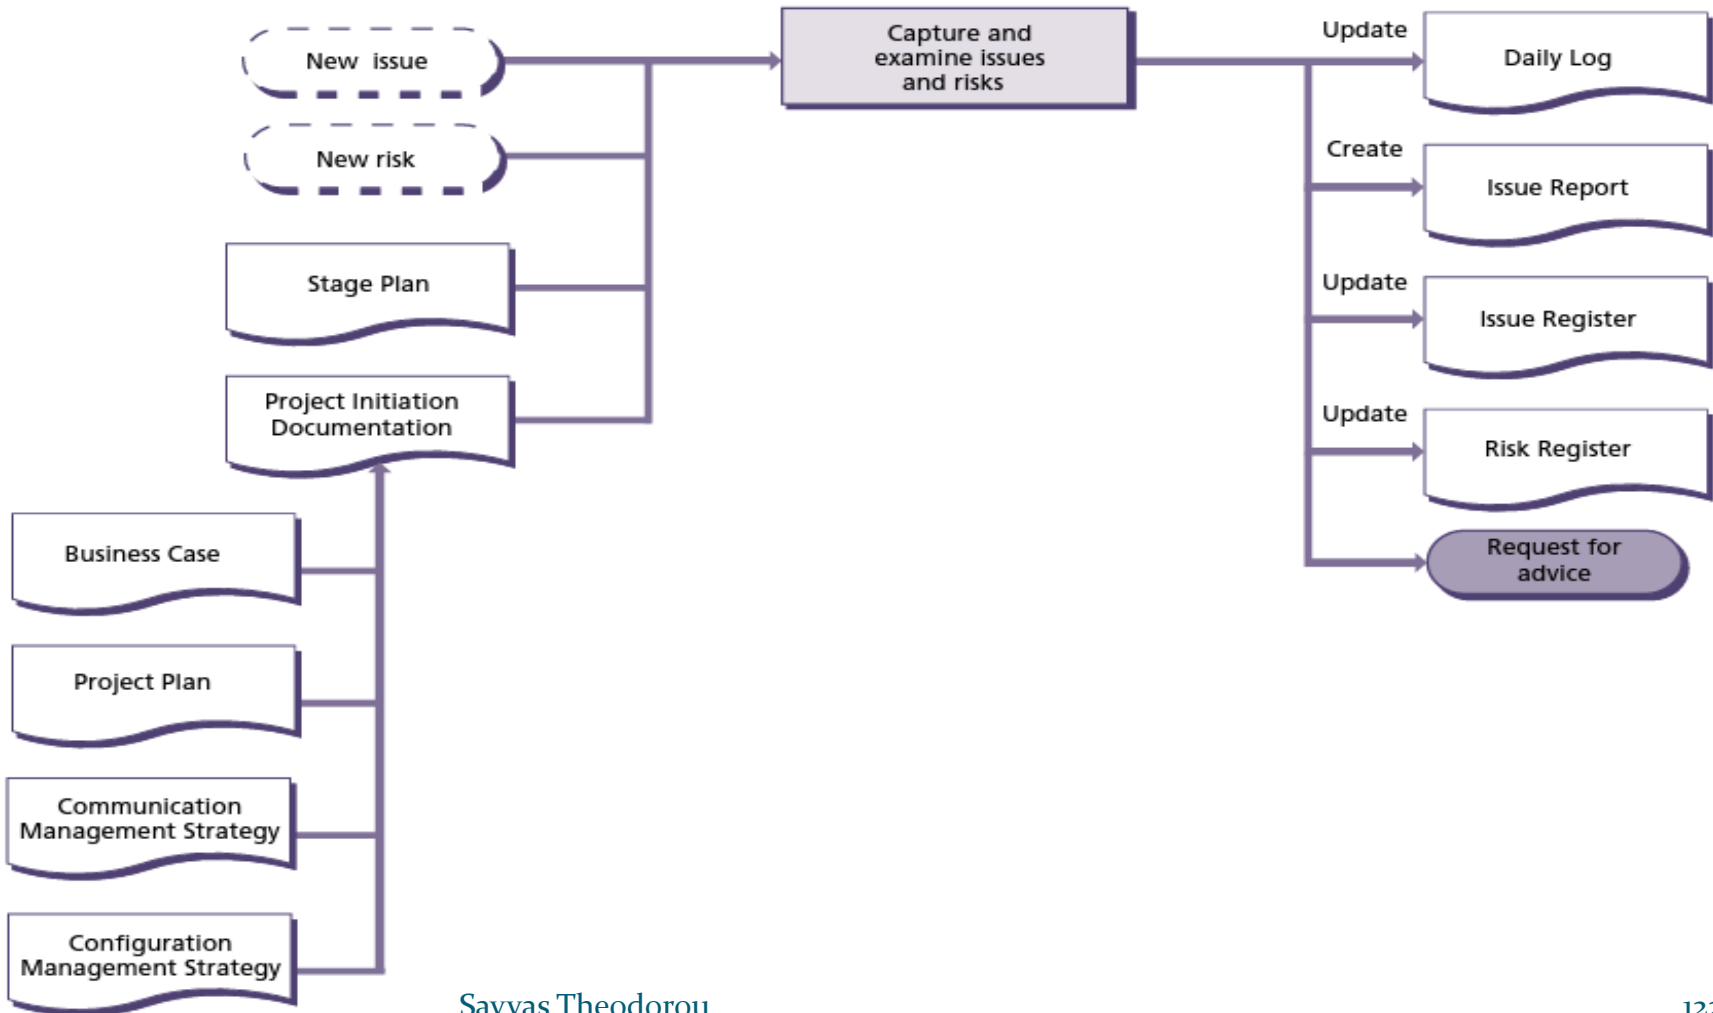 New issue
New risk
Stage Plan
Project Initiation
Documentation
Business Case
Project Plan
Communication
Management Strategy
Configuration
Management Strategy
Capture and
examine issues
and risks
Update
Daily Log
Create
Issue Report
Update
Issue Register
Update
Risk Register
Request for
advice
Savvas Theodorou